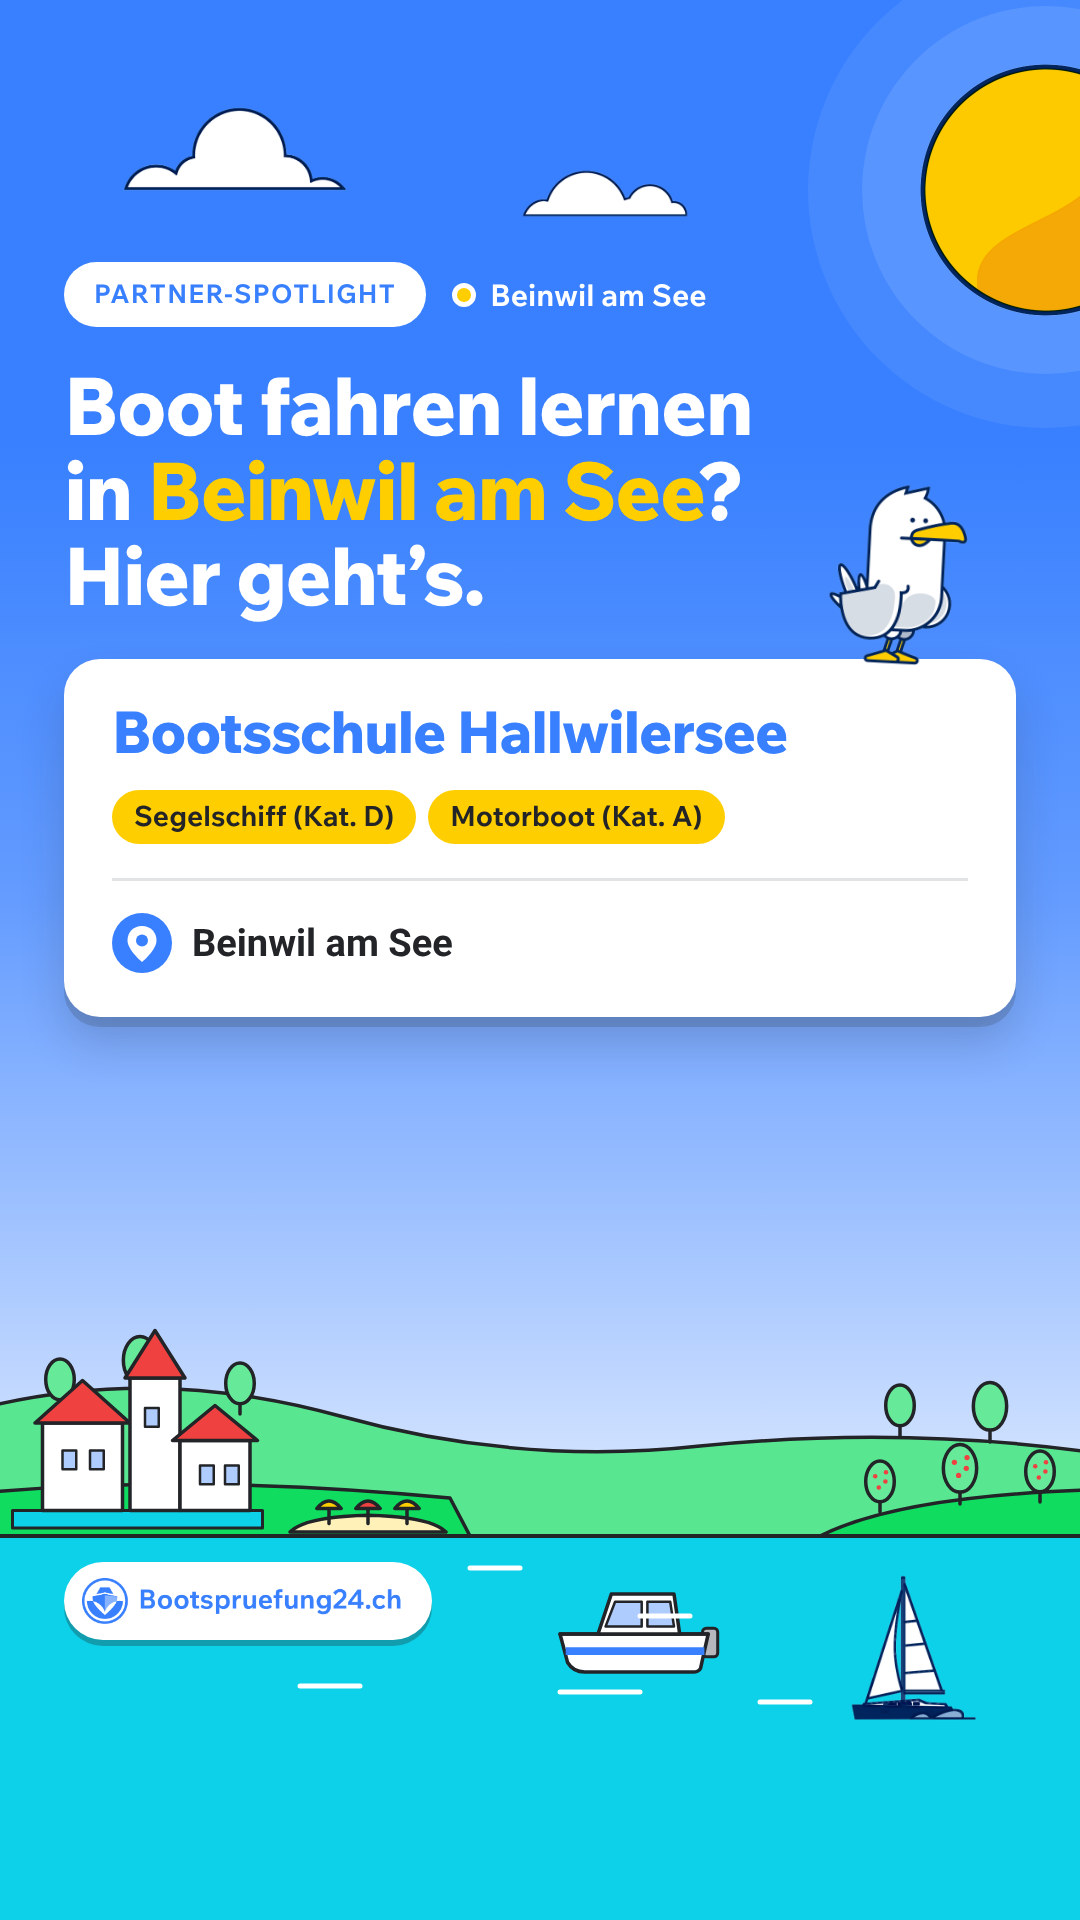 PARTNER-SPOTLIGHT
Beinwil am See
Boot fahren lernen
in Beinwil am See?
Hier geht’s.
Bootsschule Hallwilersee
Segelschiff (Kat. D)
Motorboot (Kat. A)
Beinwil am See
Bootspruefung24.ch